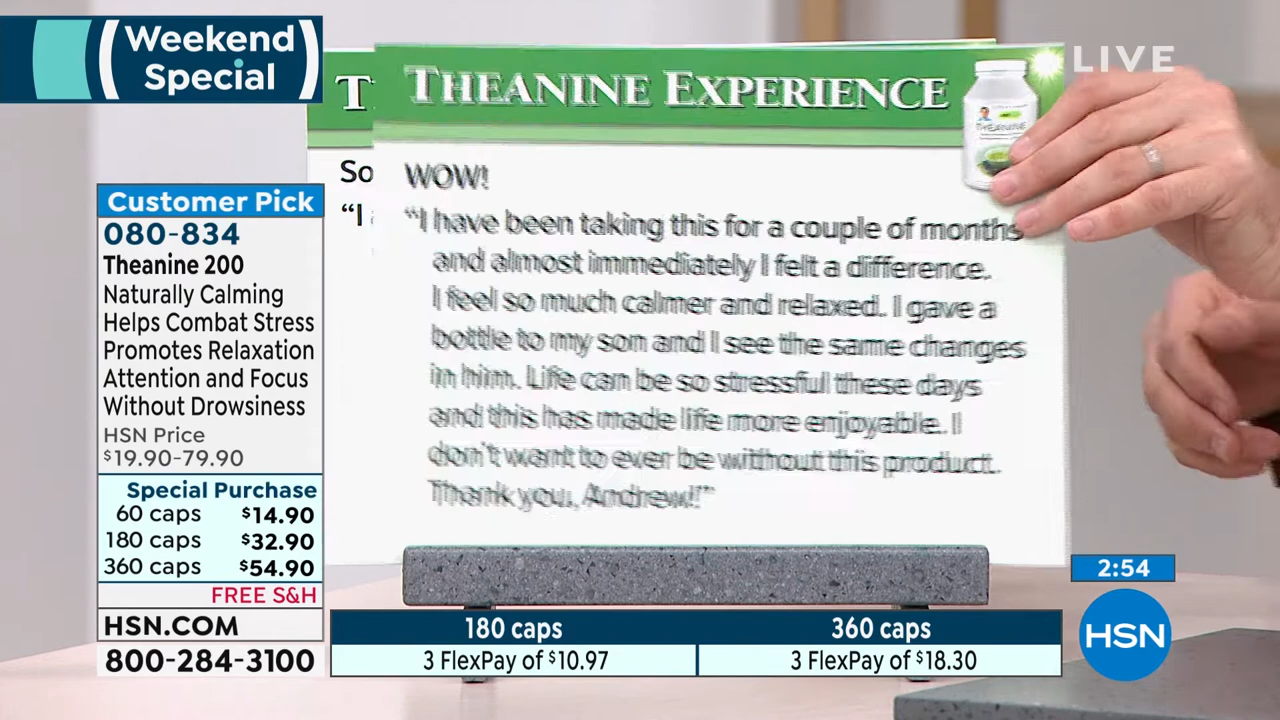 Weekend
Special
LIVE
T
THEANINE EXPERIENCE
THEANINE
So
"I
WOW!
"I have been taking this for a couple of months
and almost immediately I felt a difference.
I feel so much calmer and relaxed. I gave a
bottle to my son and I see the same changes
in him. Life can be so stressful these days
and this has made life more enjoyable. I
don't want to ever be without this product.
Thank you, Andrew!"
Customer Pick
080-834
Theanine 200
Naturally Calming
Helps Combat Stress
Promotes Relaxation
Attention and Focus
Without Drowsiness
HSN Price
$19.90-79.90
Special Purchase
60 caps $14.90
180 caps $32.90
360 caps $54.90
FREE S&H
HSN.COM
800-284-3100
180 caps
3 FlexPay of $10.97
360 caps
3 FlexPay of $18.30
2:54
HSN